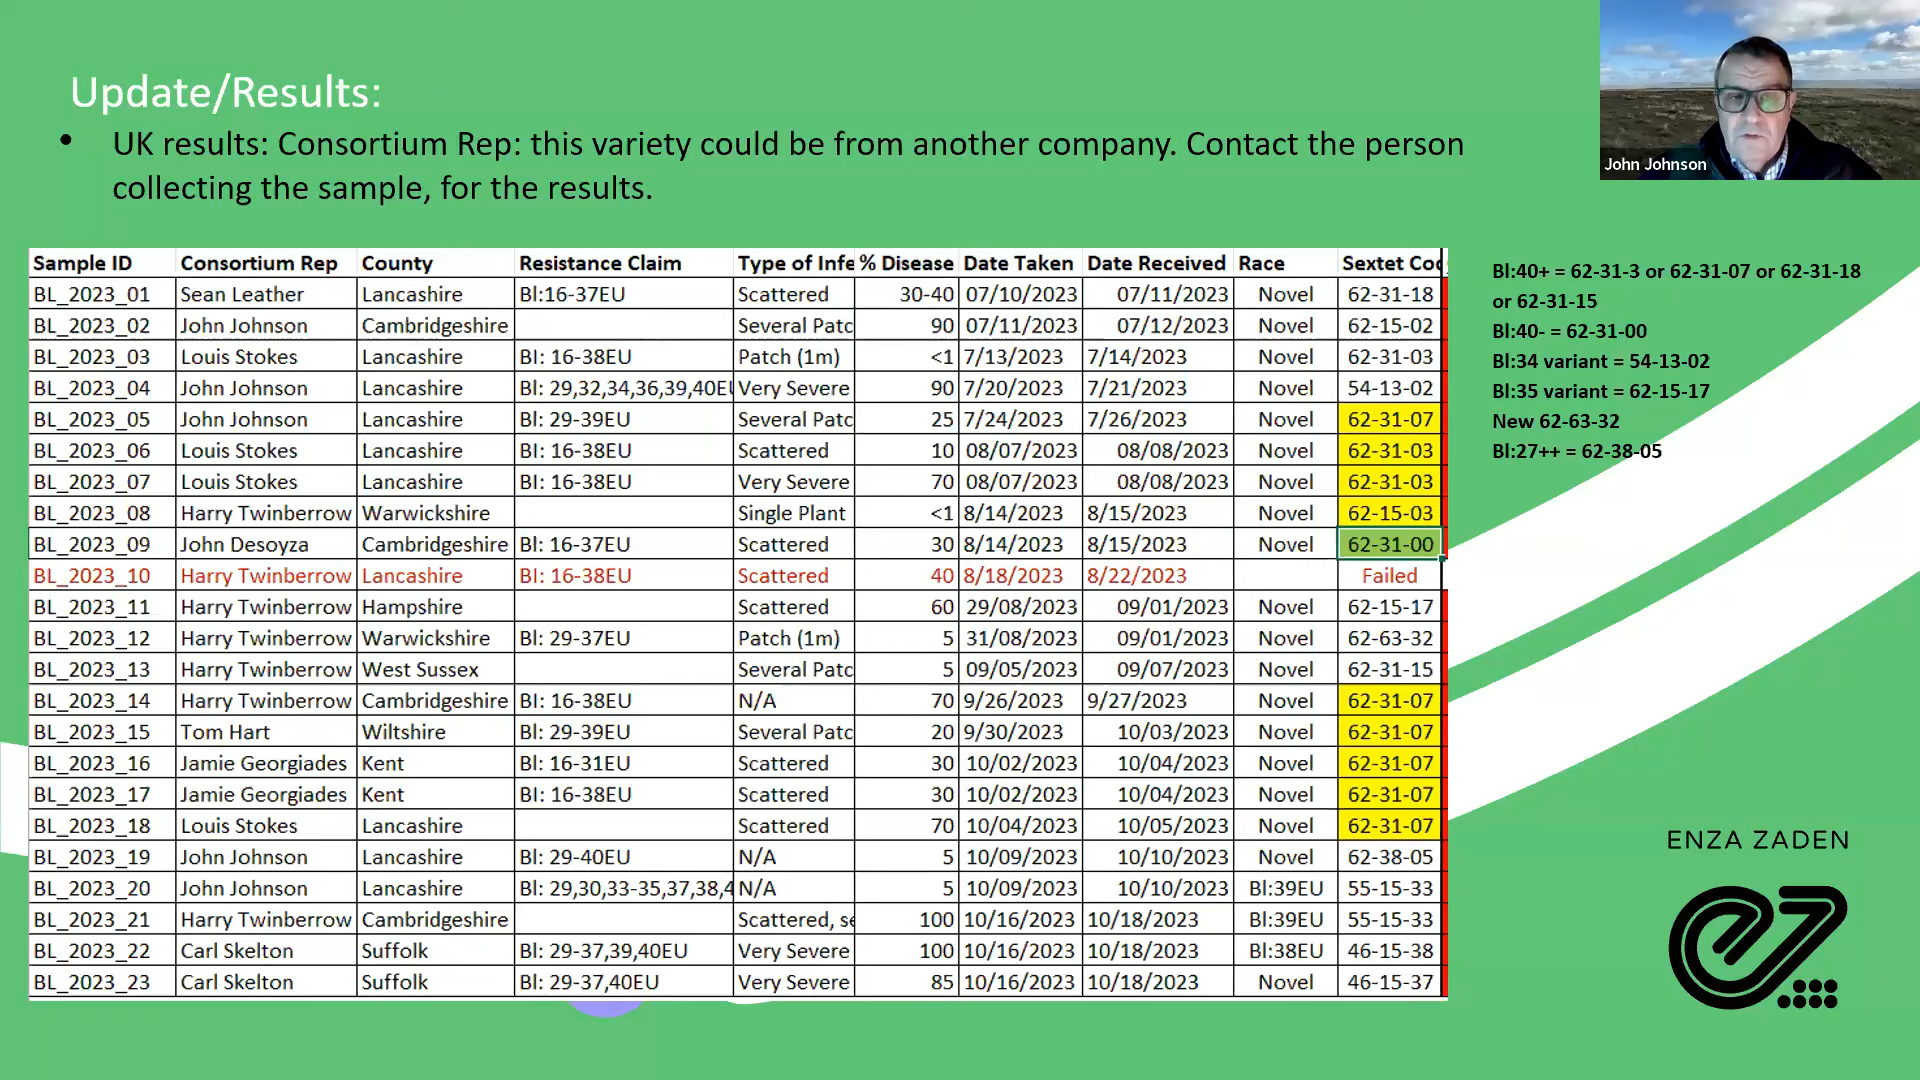 Update/Results:
• UK results: Consortium Rep: this variety could be from another company. Contact the person
collecting the sample, for the results.
John Johnson
Sample ID Consortium Rep County Resistance Claim Type of Infe % Disease Date Taken Date Received Race Sextet Coc
BL_2023_01 Sean Leather Lancashire Bl:16-37EU Scattered 30-40 07/10/2023 07/11/2023 Novel 62-31-18
BL_2023_02 John Johnson Cambridgeshire Several Patc 90 07/11/2023 07/12/2023 Novel 62-15-02
BL_2023_03 Louis Stokes Lancashire BI: 16-38EU Patch (1m) <1 7/13/2023 7/14/2023 Novel 62-31-03
BL_2023_04 John Johnson Lancashire Bl: 29,32,34,36,39,40EU Very Severe 90 7/20/2023 7/21/2023 Novel 54-13-02
BL_2023_05 John Johnson Lancashire Bl: 29-39EU Several Patc 25 7/24/2023 7/26/2023 Novel 62-31-07
BL_2023_06 Louis Stokes Lancashire BI: 16-38EU Scattered 10 08/07/2023 08/08/2023 Novel 62-31-03
BL_2023_07 Louis Stokes Lancashire BI: 16-38EU Very Severe 70 08/07/2023 08/08/2023 Novel 62-31-03
BL_2023_08 Harry Twinberrow Warwickshire Single Plant <1 8/14/2023 8/15/2023 Novel 62-15-03
BL_2023_09 John Desoyza Cambridgeshire Bl: 16-37EU Scattered 30 8/14/2023 8/15/2023 Novel 62-31-00
BL_2023_10 Harry Twinberrow Lancashire BI: 16-38EU Scattered 40 8/18/2023 8/22/2023 Failed
BL_2023_11 Harry Twinberrow Hampshire Scattered 60 29/08/2023 09/01/2023 Novel 62-15-17
BL_2023_12 Harry Twinberrow Warwickshire Bl: 29-37EU Patch (1m) 5 31/08/2023 09/01/2023 Novel 62-63-32
BL_2023_13 Harry Twinberrow West Sussex Several Patc 5 09/05/2023 09/07/2023 Novel 62-31-15
BL_2023_14 Harry Twinberrow Cambridgeshire BI: 16-38EU N/A 70 9/26/2023 9/27/2023 Novel 62-31-07
BL_2023_15 Tom Hart Wiltshire Bl: 29-39EU Several Patc 20 9/30/2023 10/03/2023 Novel 62-31-07
BL_2023_16 Jamie Georgiades Kent Bl: 16-31EU Scattered 30 10/02/2023 10/04/2023 Novel 62-31-07
BL_2023_17 Jamie Georgiades Kent BI: 16-38EU Scattered 30 10/02/2023 10/04/2023 Novel 62-31-07
BL_2023_18 Louis Stokes Lancashire Scattered 70 10/04/2023 10/05/2023 Novel 62-31-07
BL_2023_19 John Johnson Lancashire Bl: 29-40EU N/A 5 10/09/2023 10/10/2023 Novel 62-38-05
BL_2023_20 John Johnson Lancashire Bl: 29,30,33-35,37,38,4 N/A 5 10/09/2023 10/10/2023 Bl:39EU 55-15-33
BL_2023_21 Harry Twinberrow Cambridgeshire Scattered, se 100 10/16/2023 10/18/2023 Bl:39EU 55-15-33
BL_2023_22 Carl Skelton Suffolk Bl: 29-37,39,40EU Very Severe 100 10/16/2023 10/18/2023 Bl:38EU 46-15-38
BL_2023_23 Carl Skelton Suffolk Bl: 29-37,40EU Very Severe 85 10/16/2023 10/18/2023 Novel 46-15-37
Bl:40+ = 62-31-3 or 62-31-07 or 62-31-18
or 62-31-15
Bl:40- = 62-31-00
Bl:34 variant = 54-13-02
Bl:35 variant = 62-15-17
New 62-63-32
Bl:27++ = 62-38-05
ENZA ZADEN